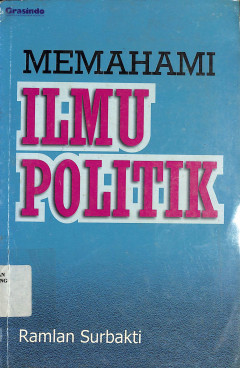 Grasindo
MEMAHAMI
ILMU
POLITIK
Ramlan Surbakti